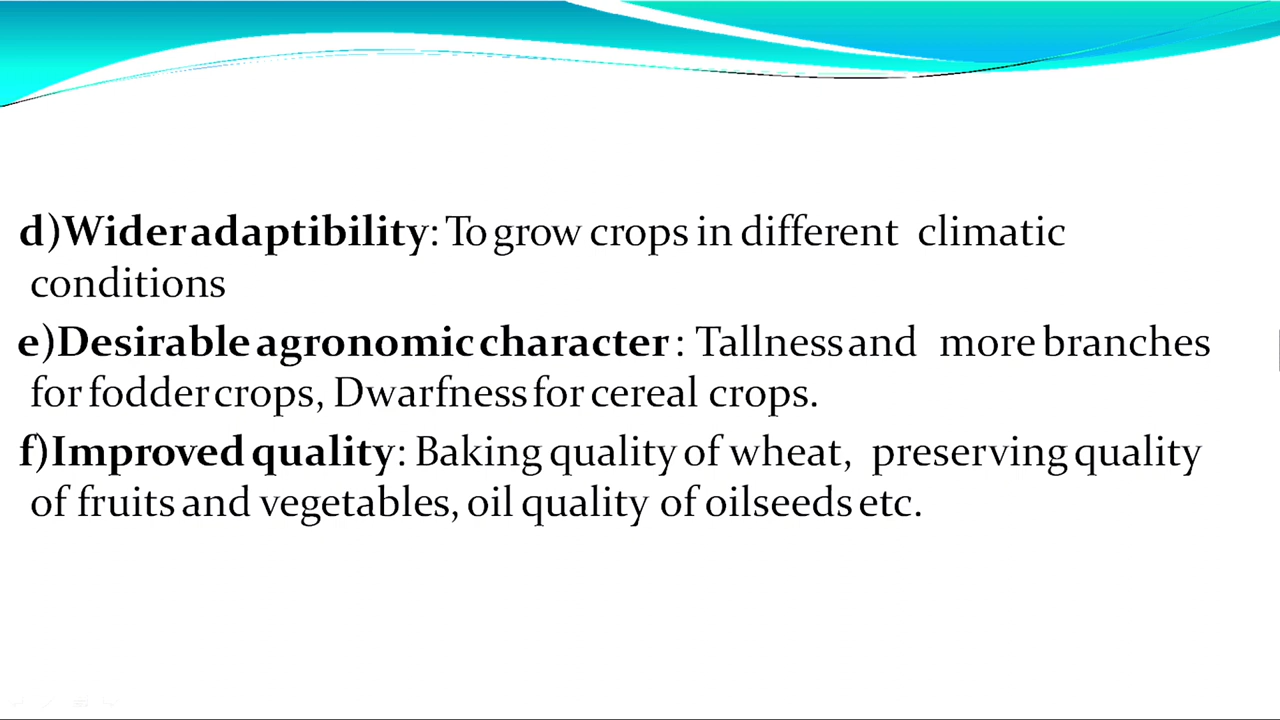 d)Wider adaptibility: To grow crops in different climatic
conditions
e)Desirable agronomic character : Tallness and more branches
for fodder crops, Dwarfness for cereal crops.
f)Improved quality: Baking quality of wheat, preserving quality
of fruits and vegetables, oil quality of oilseeds etc.